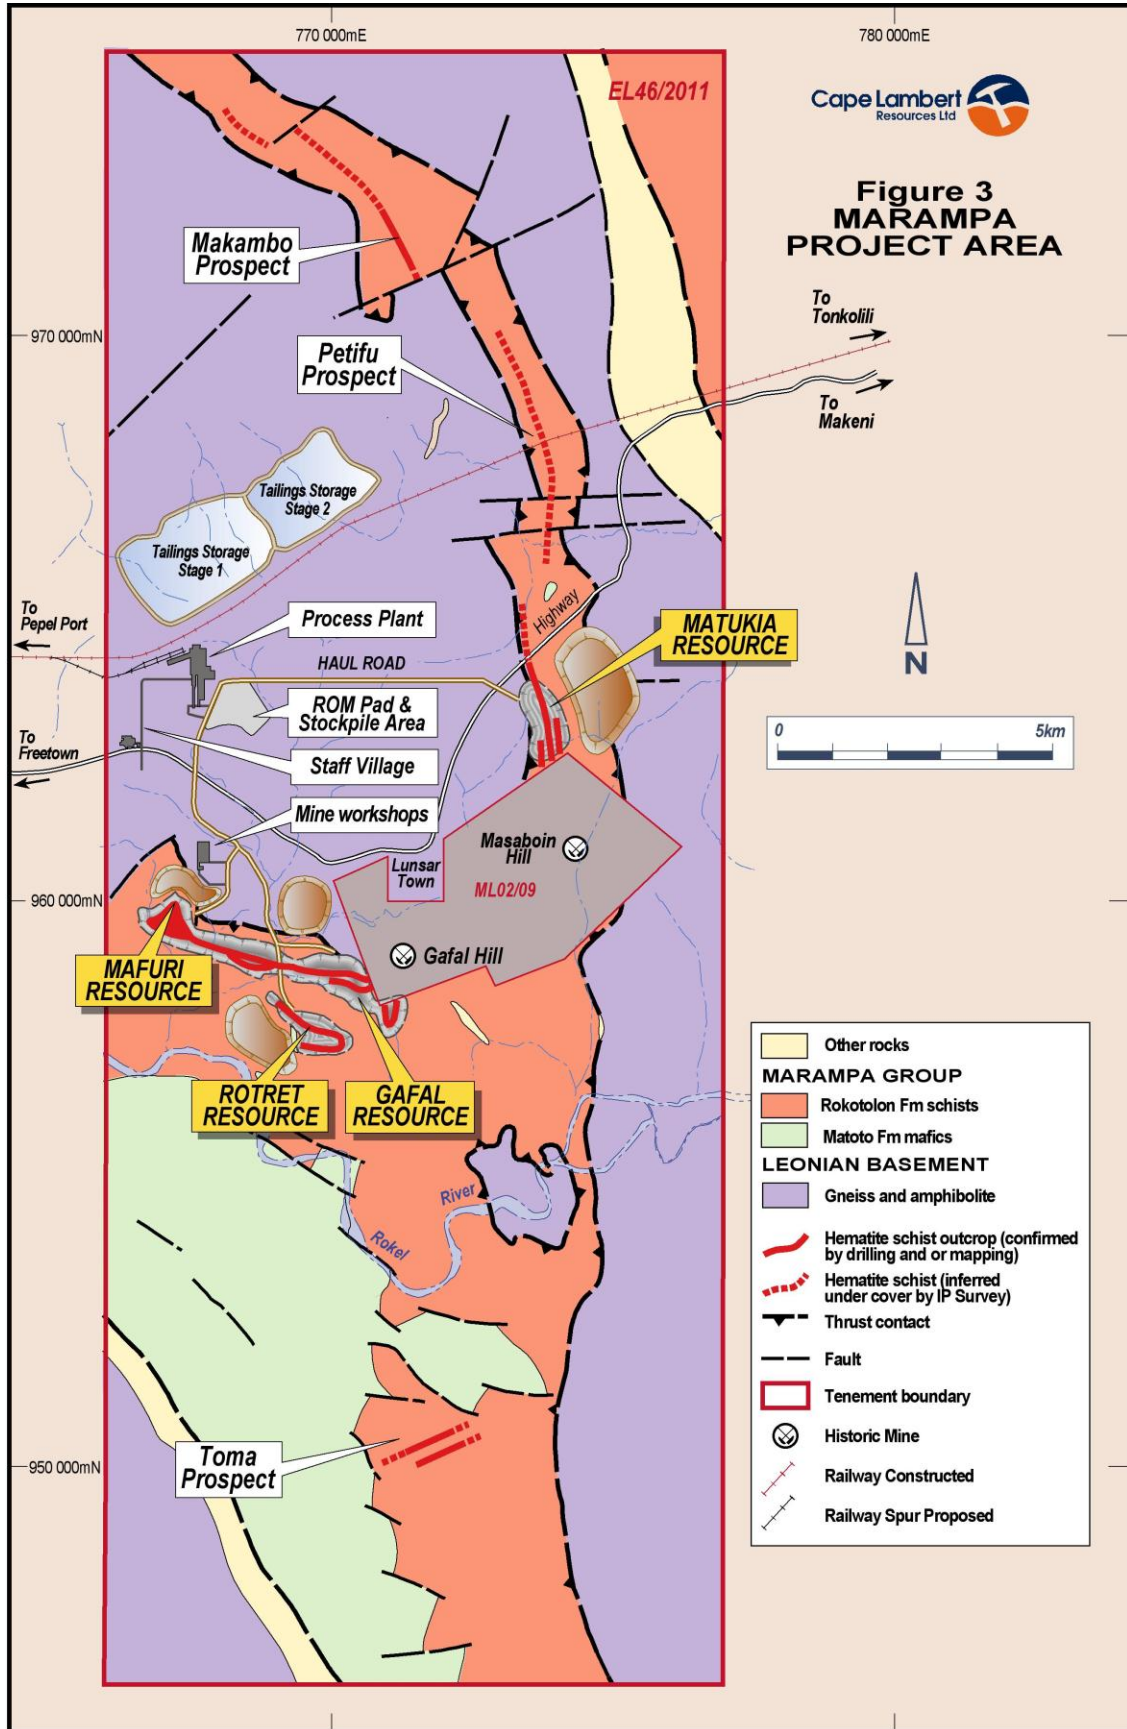 770 000mE
780 000mE
EL46/2011
Cape Lambert
Resources Ltd
Figure 3
MARAMPA
PROJECT AREA
Makambo
Prospect
To
Tonkolili
970 000mN
Petifu
Prospect
To
Makeni
Tailings Storage
Stage 2
Tailings Storage
Stage 1
To
Pepel Port
Process Plant
Highway
MATUKIA
RESOURCE
HAUL ROAD
N
ROM Pad &
Stockpile Area
0
5km
To
Freetown
Staff Village
Mine workshops
Masaboin
Hill
Lunsar
Town
ML02/09
960 000mN
Gafal Hill
MAFURI
RESOURCE
ROTRET
RESOURCE
GAFAL
RESOURCE
River
Rokel
Toma
Prospect
950 000mN
Other rocks
MARAMPA GROUP
Rokotolon Fm schists
Matoto Fm mafics
LEONIAN BASEMENT
Gneiss and amphibolite
Hematite schist outcrop (confirmed
by drilling and or mapping)
Hematite schist (inferred
under cover by IP Survey)
Thrust contact
Fault
Tenement boundary
Historic Mine
Railway Constructed
Railway Spur Proposed